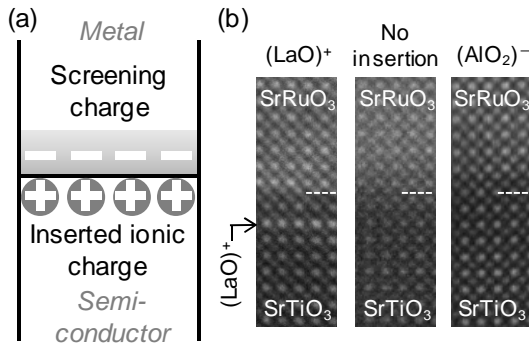 (a)
Metal
Screening
charge
Inserted ionic
charge
Semi-
conductor
(b)
(LaO)⁺
No
insertion
(AlO₂)⁻
SrRuO₃
SrRuO₃
SrRuO₃
(LaO)⁺
SrTiO₃
SrTiO₃
SrTiO₃